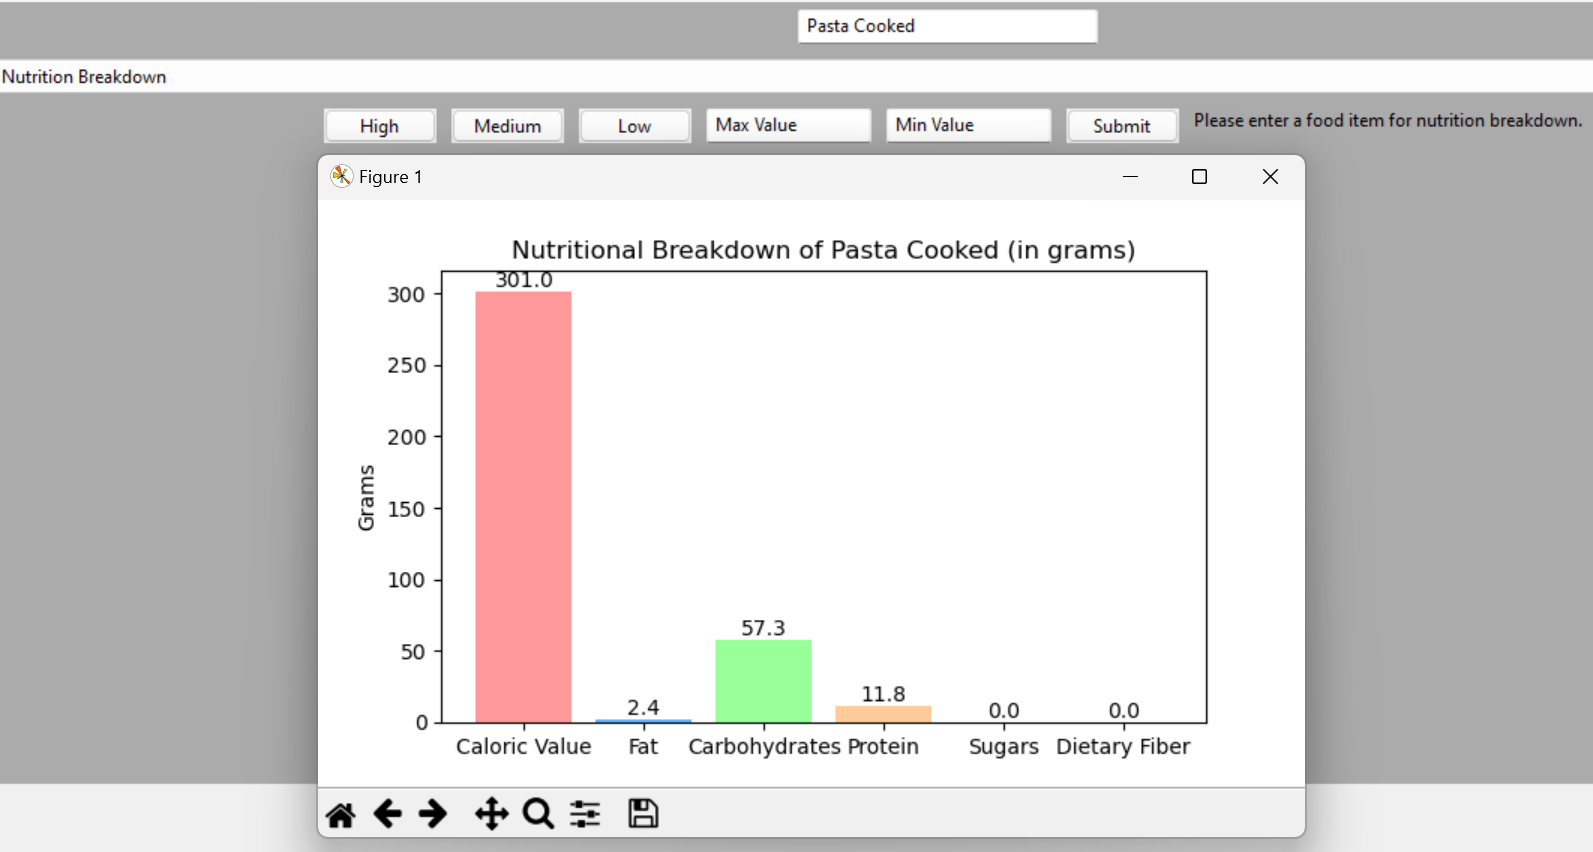 Pasta Cooked
Nutrition Breakdown
High Medium Low Max Value Min Value Submit Please enter a food item for nutrition breakdown.
Figure 1
Nutritional Breakdown of Pasta Cooked (in grams)
301.0
300
250
200
150
100
50
0
Grams
57.3
11.8
2.4
0.0
0.0
Caloric Value Fat Carbohydrates Protein Sugars Dietary Fiber